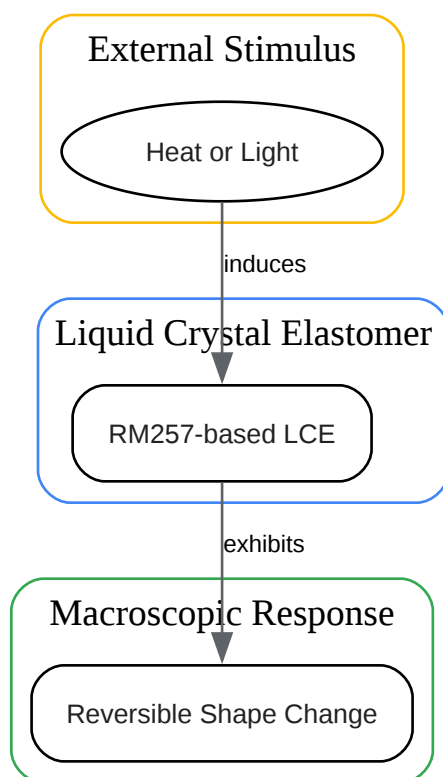 External Stimulus
Heat or Light
induces
Liquid Crystal Elastomer
RM257-based LCE
exhibits
Macroscopic Response
Reversible Shape Change